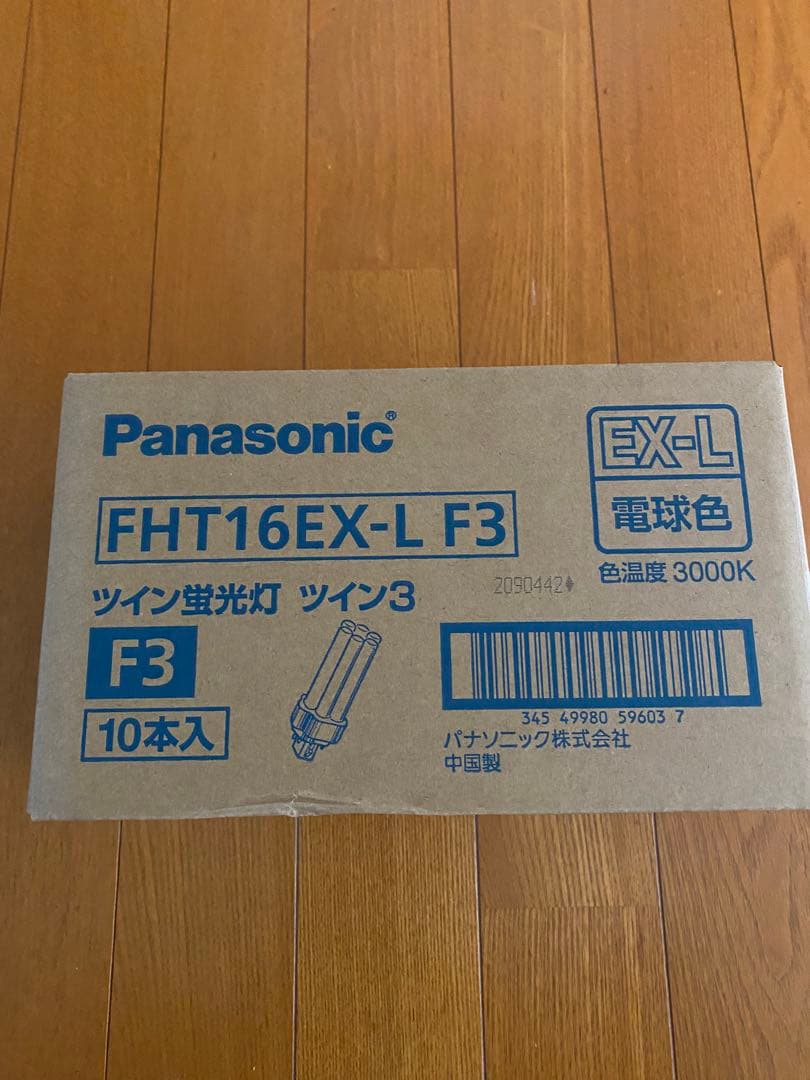 Panasonic®
EX-L
電球色
色温度 3000K
FHT16EX-L F3
ツイン蛍光灯 ツイン3
2090442♦
F3
10本入
345 49980 59603 7
パナソニック株式会社
中国製